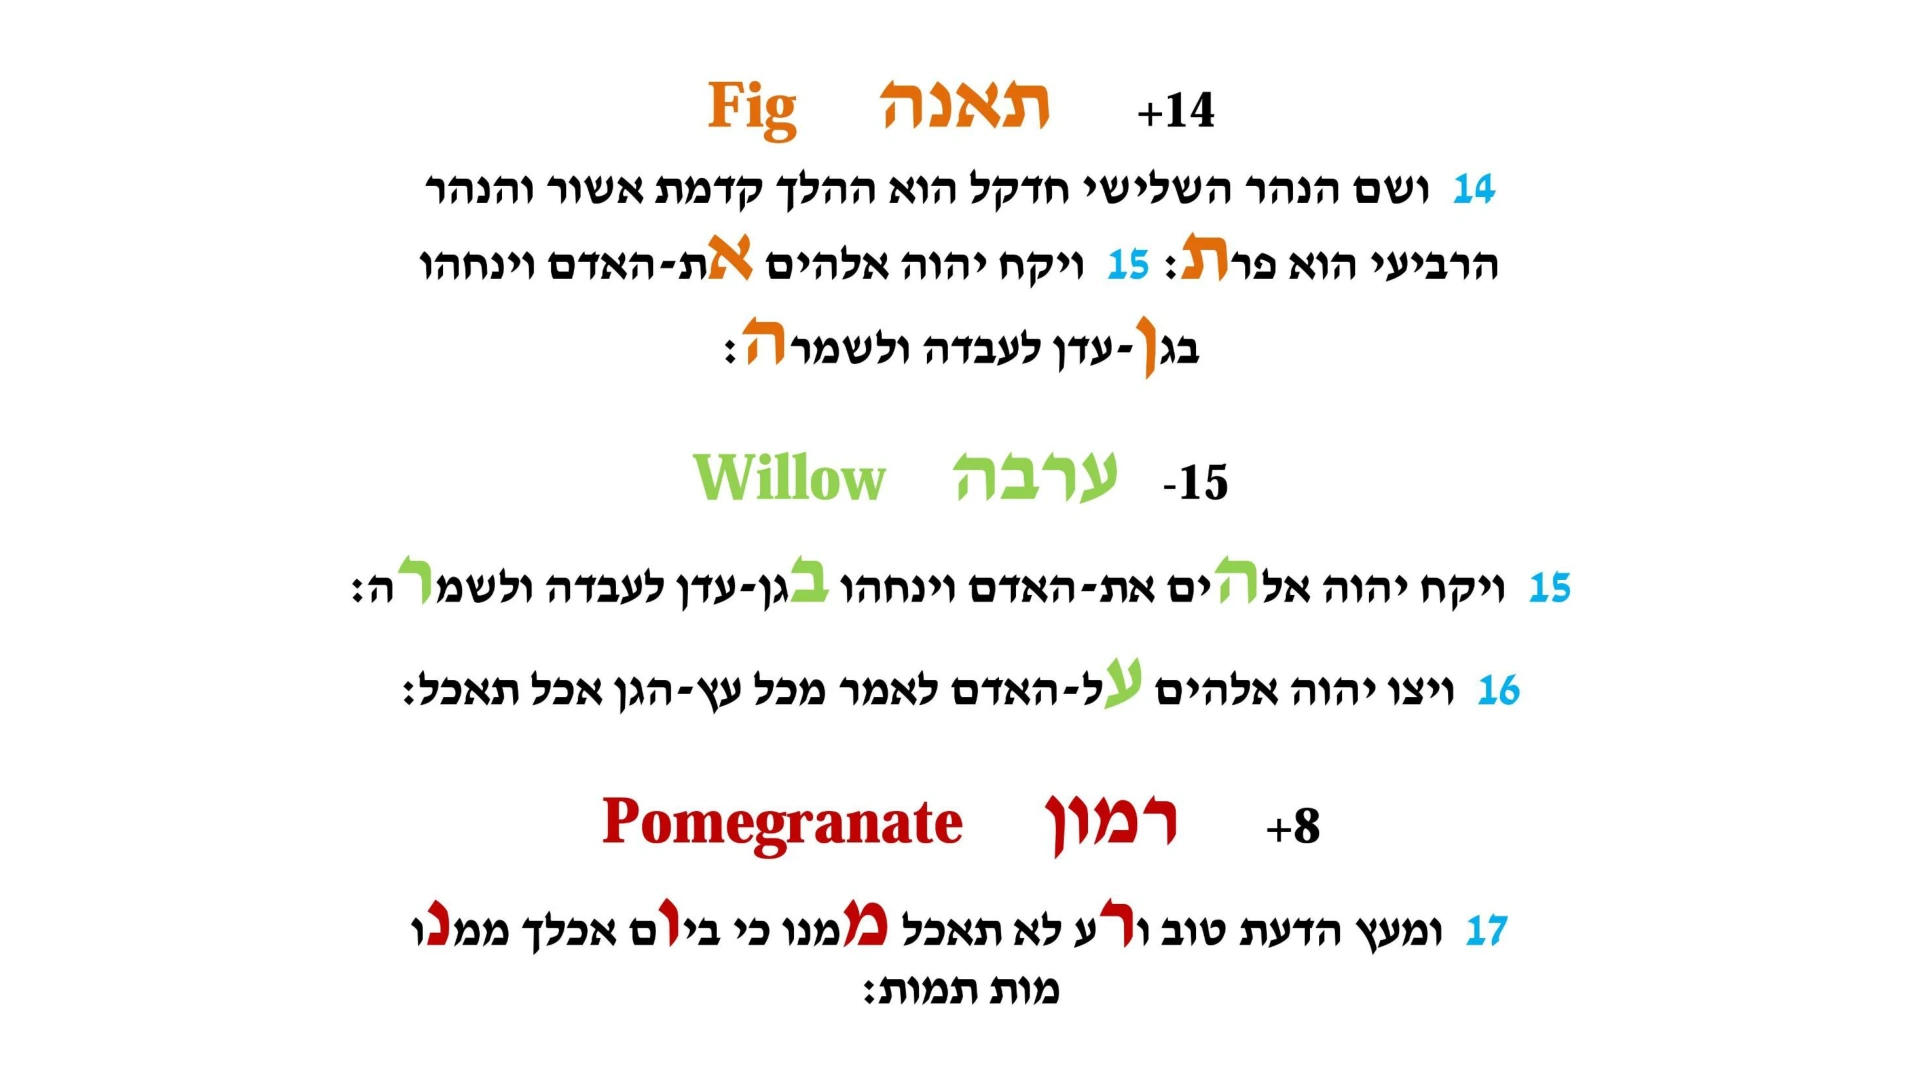 Fig תאנה +14
14 ושם הנהר השלישי חדקל הוא ההלך קדמת אשור והנהר
הרביעי הוא פרת: 15 ויקח יהוה אלהים את-האדם וינחהו
בגן-עדן לעבדה ולשמרה:
Willow ערבה -15
15 ויקח יהוה אלהים את-האדם וינחהו בגן-עדן לעבדה ולשמרה:
16 ויצו יהוה אלהים על-האדם לאמר מכל עץ-הגן אכל תאכל:
Pomegranate רמון +8
17 ומעץ הדעת טוב ורע לא תאכל ממנו כי ביום אכלך ממנו
מות תמות: